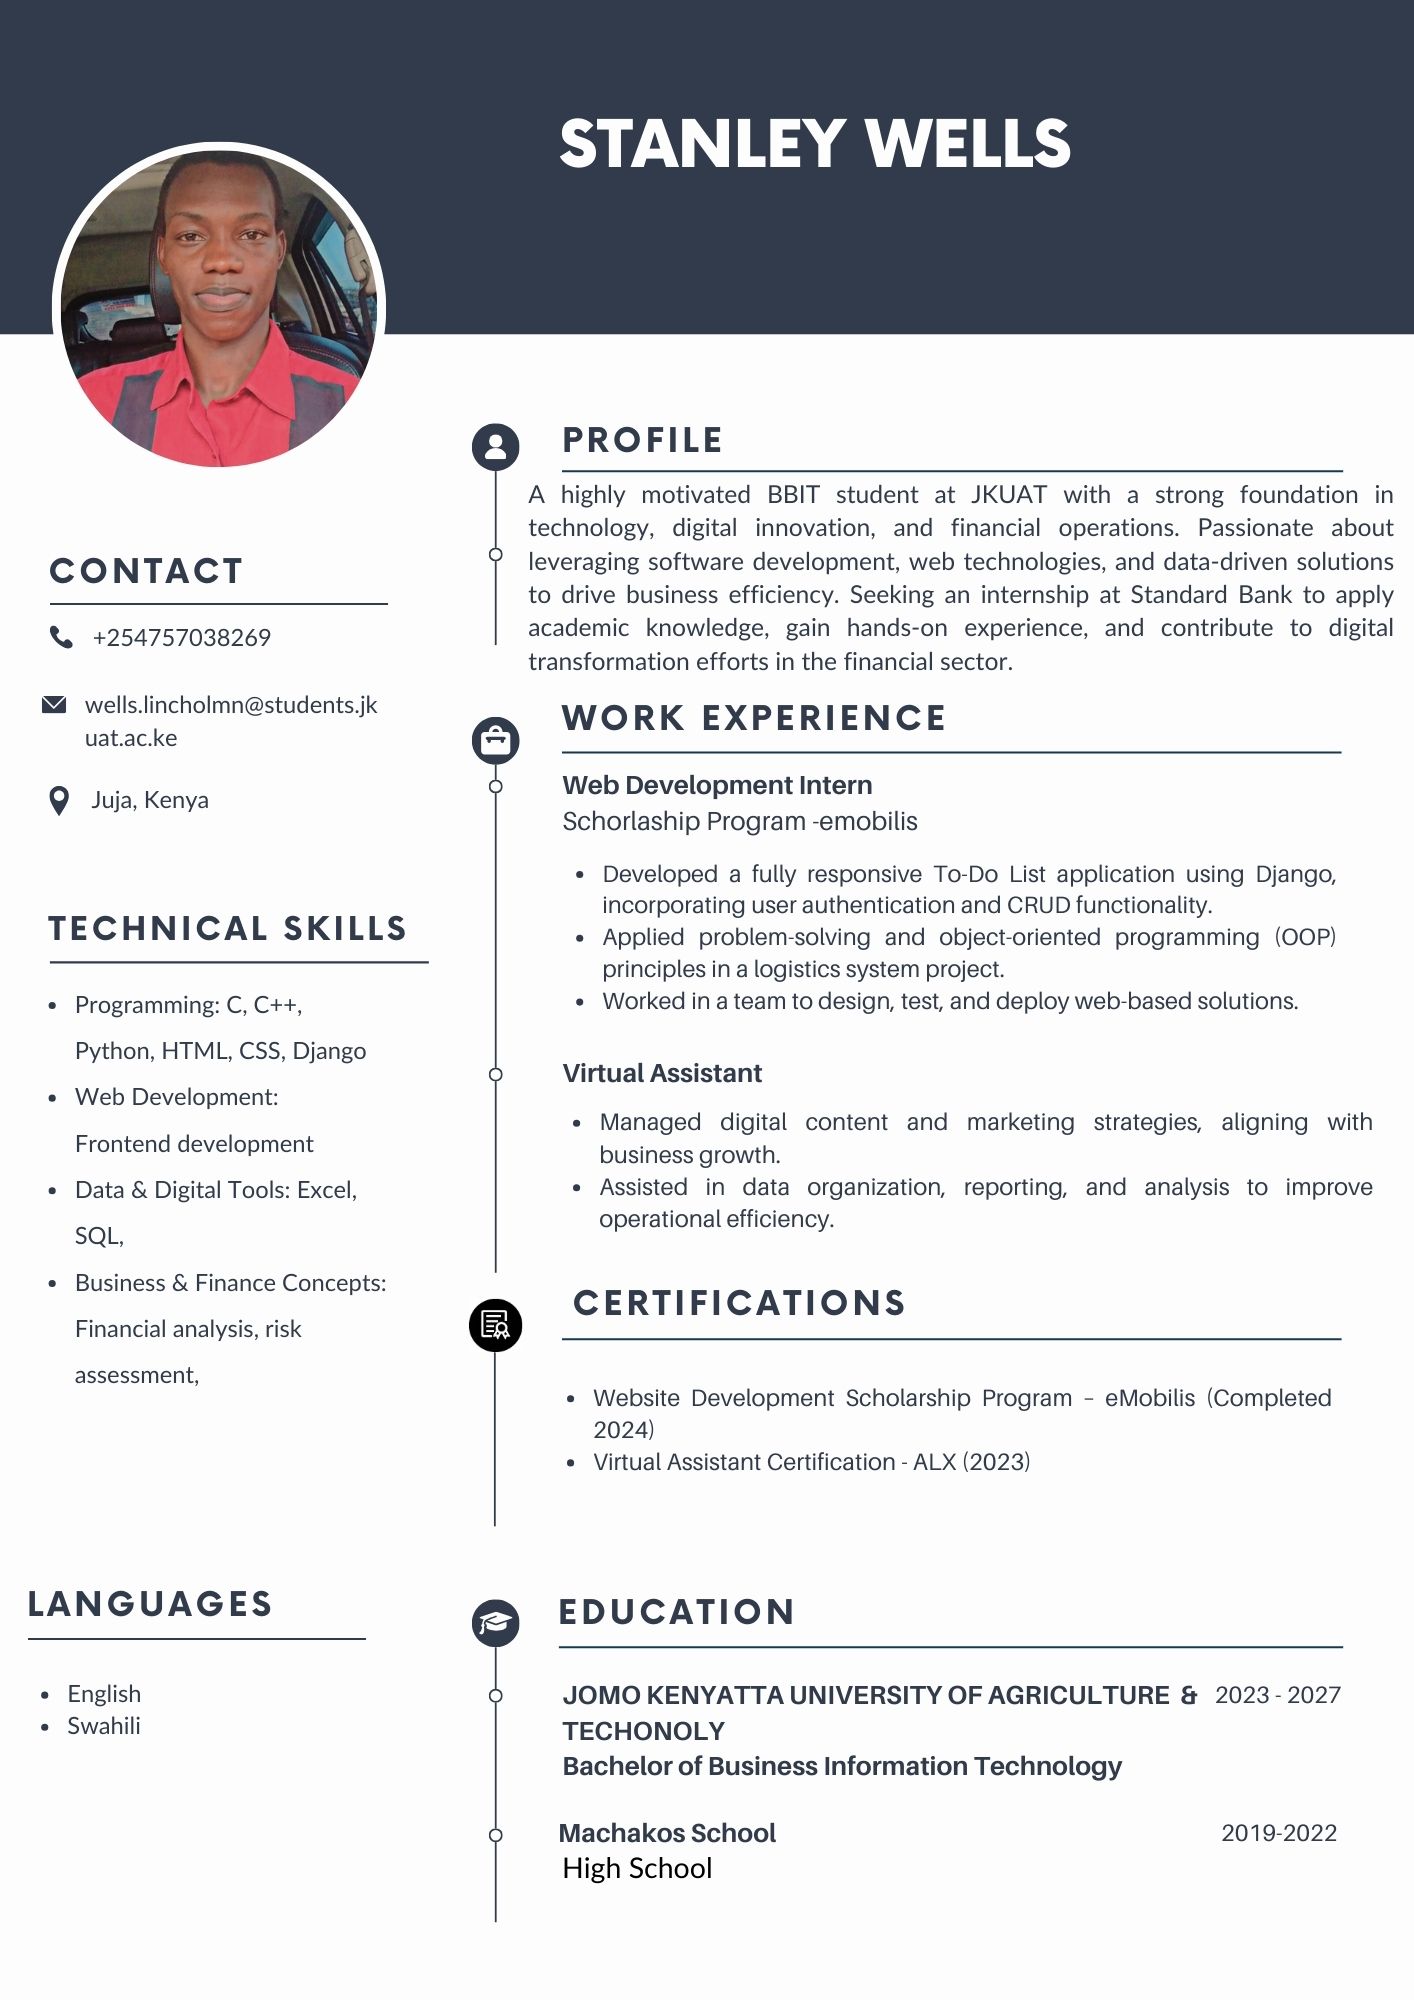 STANLEY WELLS
CONTACT
+254757038269
wells.lincholmn@students.jk
uat.ac.ke
Juja, Kenya
TECHNICAL SKILLS
• Programming: C, C++,
Python, HTML, CSS, Django
• Web Development:
Frontend development
• Data & Digital Tools: Excel,
SQL,
• Business & Finance Concepts:
Financial analysis, risk
assessment,
LANGUAGES
• English
• Swahili
PROFILE
A highly motivated BBIT student at JKUAT with a strong foundation in
technology, digital innovation, and financial operations. Passionate about
leveraging software development, web technologies, and data-driven solutions
to drive business efficiency. Seeking an internship at Standard Bank to apply
academic knowledge, gain hands-on experience, and contribute to digital
transformation efforts in the financial sector.
WORK EXPERIENCE
Web Development Intern
Schorlaship Program -emobilis
• Developed a fully responsive To-Do List application using Django,
incorporating user authentication and CRUD functionality.
• Applied problem-solving and object-oriented programming (OOP)
principles in a logistics system project.
• Worked in a team to design, test, and deploy web-based solutions.
Virtual Assistant
• Managed digital content and marketing strategies, aligning with
business growth.
• Assisted in data organization, reporting, and analysis to improve
operational efficiency.
CERTIFICATIONS
• Website Development Scholarship Program – eMobilis (Completed
2024)
• Virtual Assistant Certification - ALX (2023)
EDUCATION
JOMO KENYATTA UNIVERSITY OF AGRICULTURE & 2023 - 2027
TECHONOLY
Bachelor of Business Information Technology
Machakos School 2019-2022
High School